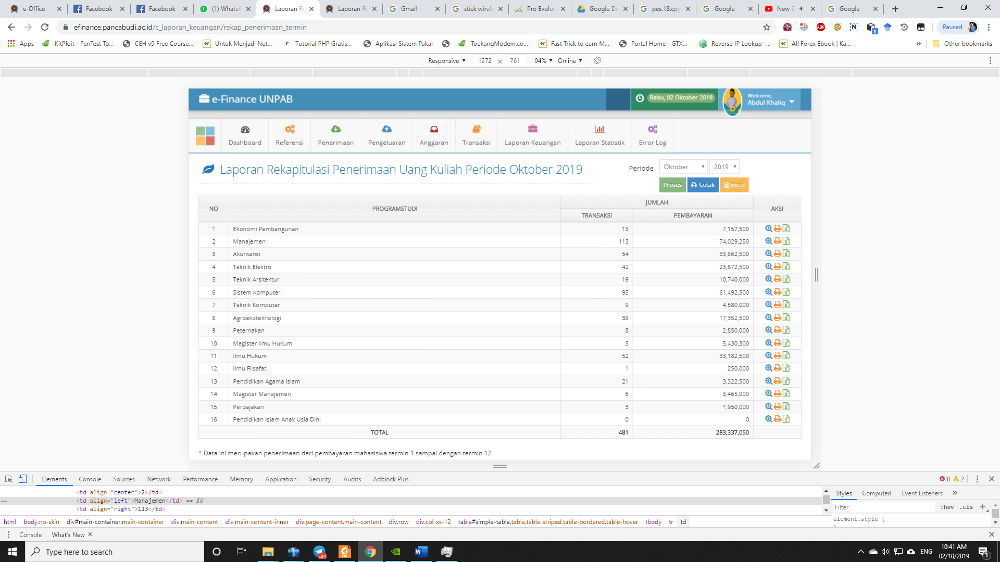 e-Office
Facebook
Facebook
(1) WhatsA
Laporan Re
Laporan Re
Gmail
stick wirele
Pro Evoluti
Google Dr
pes.18.cpy
Google
New S
Google
efinance.pancabudi.ac.id/c_laporan_keuangan/rekap_penerimaan_termin
ABP
1
Paused
Apps
KitPloit - PenTest To...
CEH v9 Free Course...
Untuk Menjadi Net...
Tutorial PHP Gratis...
Aplikasi Sistem Pakar
ToekangModem.co...
Fast Trick to earn M...
Portal Home - GTX...
Reverse IP Lookup -...
All Forex Ebook | Ka...
»
Other bookmarks
Responsive ▼ 1272 × 761 94% ▼ Online ▼
e-Finance UNPAB
Rabu, 02 Oktober 2019
Welcome,
Abdul Khaliq
Dashboard
Referensi
Penerimaan
Pengeluaran
Anggaran
Transaksi
Laporan Keuangan
Laporan Statistik
Error Log
Laporan Rekapitulasi Penerimaan Uang Kuliah Periode Oktober 2019
Periode Oktober 2019
Proses Cetak Excel
NO PROGRAMSTUDI JUMLAH AKSI
TRANSAKSI PEMBAYARAN
1 Ekonomi Pembangunan 13 7,157,500
2 Manajemen 113 74,029,250
3 Akuntansi 54 33,862,500
4 Teknik Elektro 42 23,672,500
5 Teknik Arsitektur 19 10,740,000
6 Sistem Komputer 95 61,492,500
7 Teknik Komputer 9 4,580,000
8 Agroekoteknologi 38 17,352,500
9 Peternakan 8 2,850,000
10 Magister Ilmu Hukum 5 5,430,300
11 Ilmu Hukum 52 33,182,500
12 Ilmu Filsafat 1 250,000
13 Pendidikan Agama Islam 21 3,322,500
14 Magister Manajemen 6 3,465,000
15 Perpajakan 5 1,950,000
16 Pendidikan Islam Anak Usia Dini 0 0
TOTAL 481 283,337,050
* Data ini merupakan penerimaan dari pembayaran mahasiswa termin 1 sampai dengan termin 12
Elements Console Sources Network Performance Memory Application Security Audits Adblock Plus
8 2
<td align="center">2</td>
<td align="left">Manajemen</td> == $0
<td align="right">113</td>
Styles Computed Event Listeners »
Filter :hov .cls +
element.style {
html body.no-skin div#main-container.main-container div.main-content div.main-content-inner div.page-content.main-content div.row div.col-xs-12 table#simple-table.table.table-striped.table-bordered.table-hover tbody tr td
Console What's New ×
Type here to search
94
ENG
10:41 AM
02/10/2019
1